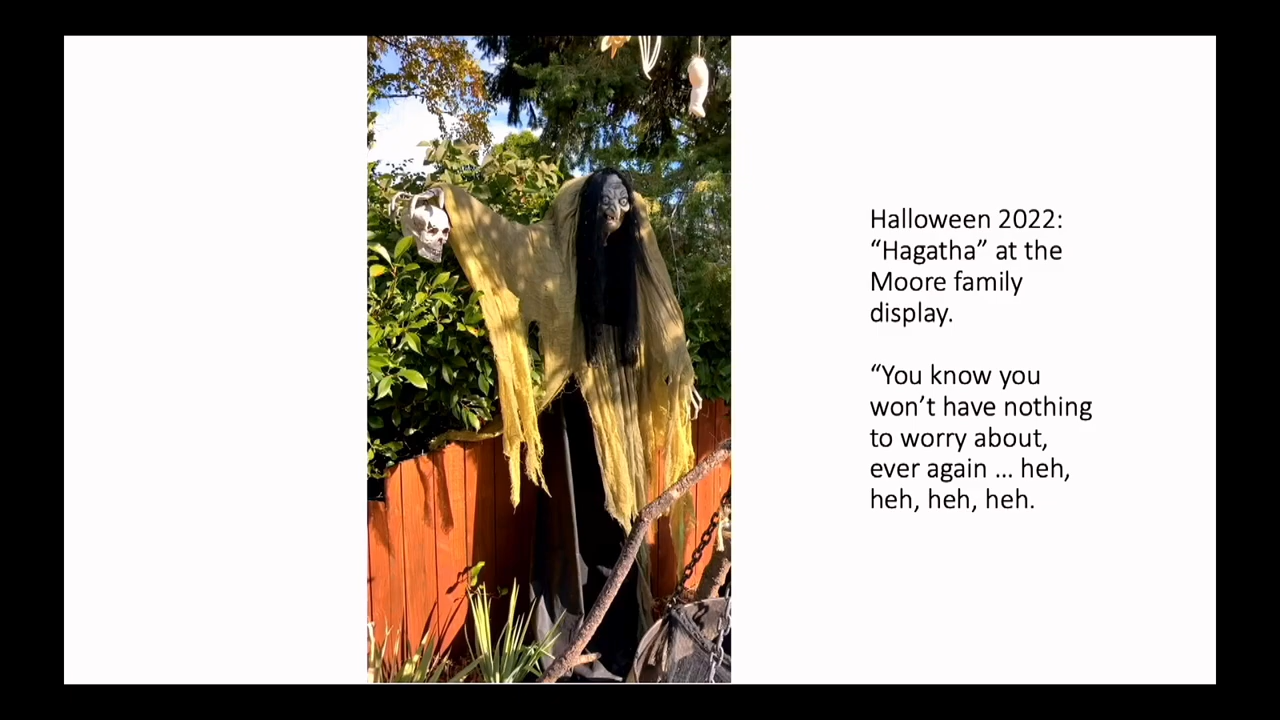 Halloween 2022:
“Hagatha” at the
Moore family
display.
“You know you
won’t have nothing
to worry about,
ever again … heh,
heh, heh, heh.